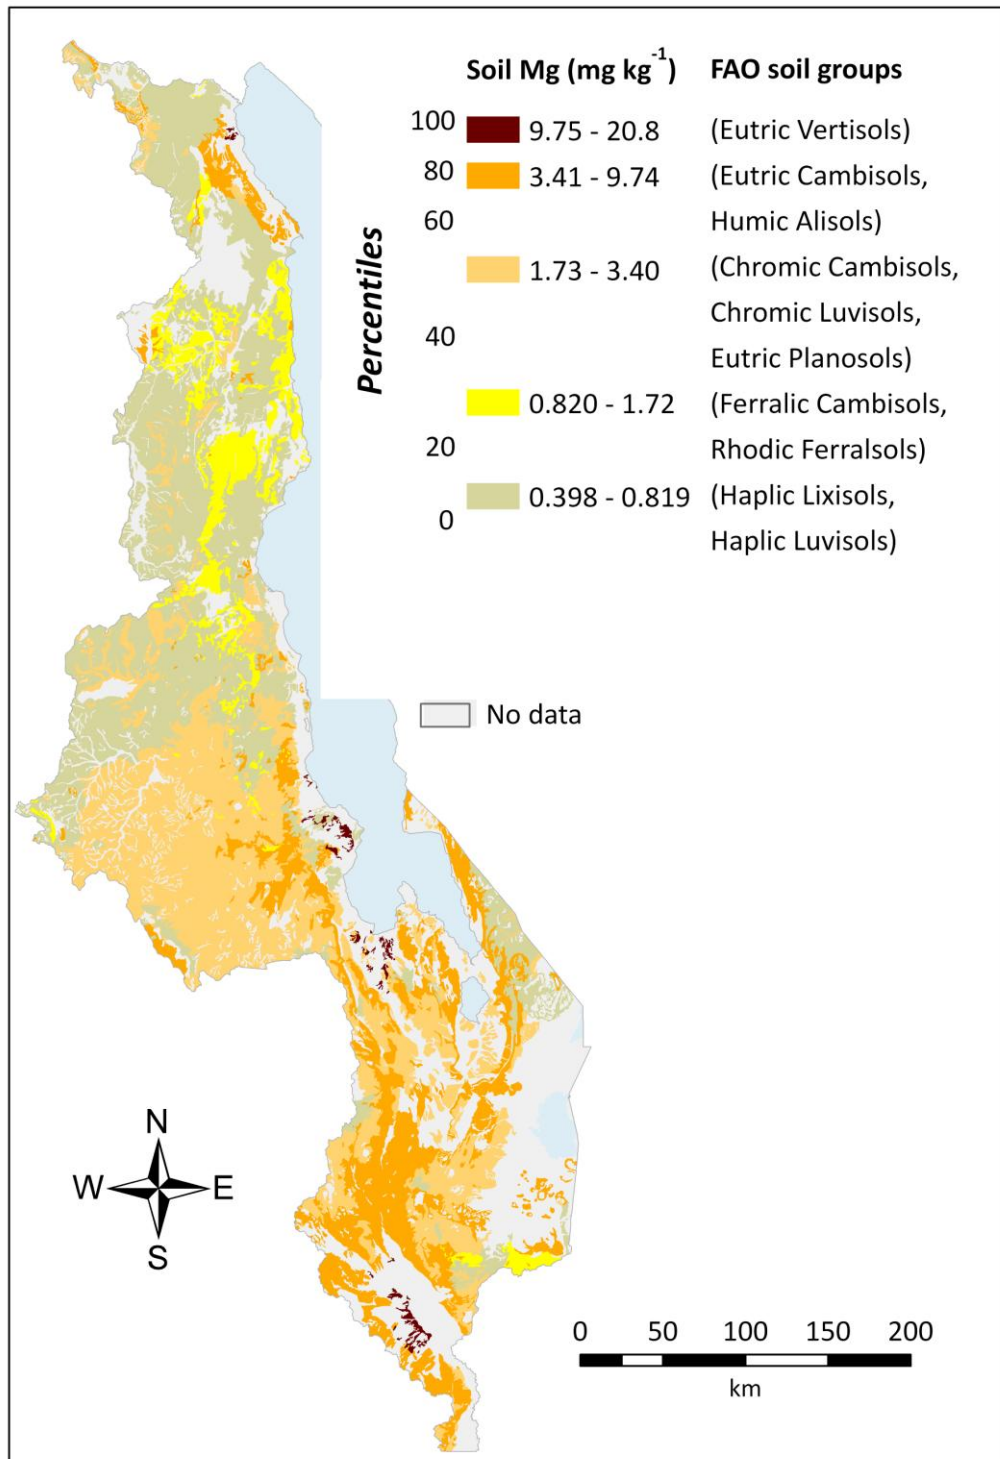 Soil Mg (mg kg⁻¹) FAO soil groups
100 9.75 - 20.8 (Eutric Vertisols)
80 3.41 - 9.74 (Eutric Cambisols,
60 Humic Alisols)
1.73 - 3.40 (Chromic Cambisols,
Chromic Luvisols,
40 Eutric Planosols)
0.820 - 1.72 (Ferralic Cambisols,
20 Rhodic Ferralsols)
0.398 - 0.819 (Haplic Lixisols,
0 Haplic Luvisols)
Percentiles
No data
N
W E
S
0 50 100 150 200
km